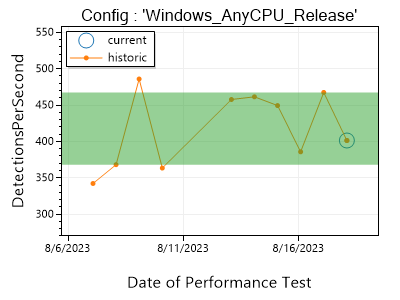 Config : 'Windows_AnyCPU_Release'
current
historic
DetectionsPerSecond
550
500
450
400
350
300
8/6/2023
8/11/2023
8/16/2023
Date of Performance Test